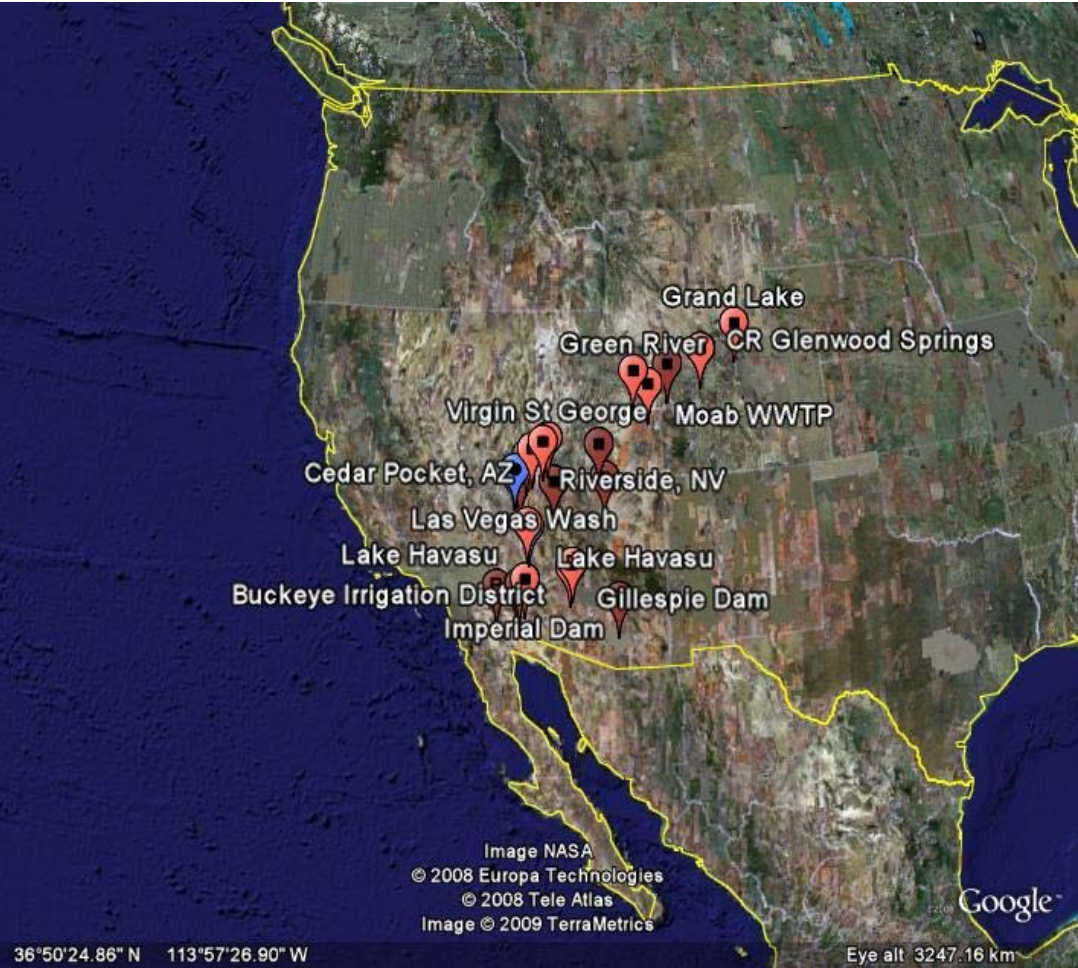 Grand Lake
Green River
CR Glenwood Springs
Virgin St George
Moab WWTP
Cedar Pocket, AZ
Riverside, NV
Las Vegas Wash
Lake Havasu
Lake Havasu
Buckeye Irrigation District
Gillespie Dam
Imperial Dam
Image NASA
© 2008 Europa Technologies
© 2008 Tele Atlas
Image © 2009 TerraMetrics
Google
36°50'24.86" N 113°57'26.90" W
Eye alt 3247.16 km